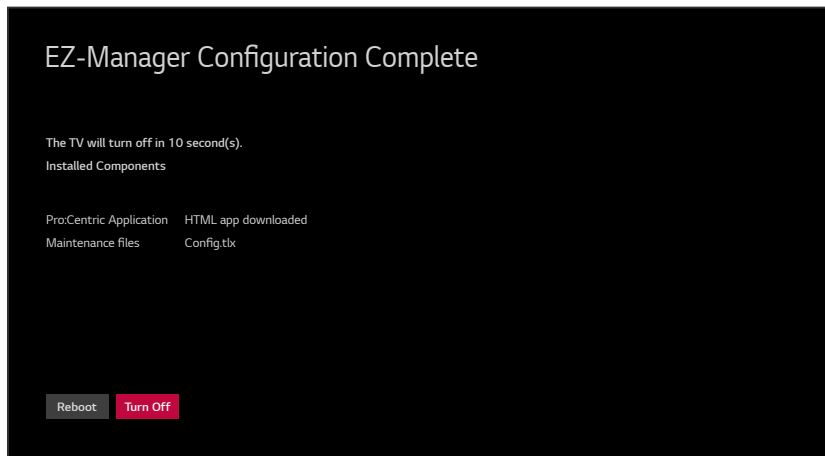 EZ-Manager Configuration Complete
The TV will turn off in 10 second(s).
Installed Components
Pro:Centric Application HTML app downloaded
Maintenance files Config.tlx
Reboot Turn Off